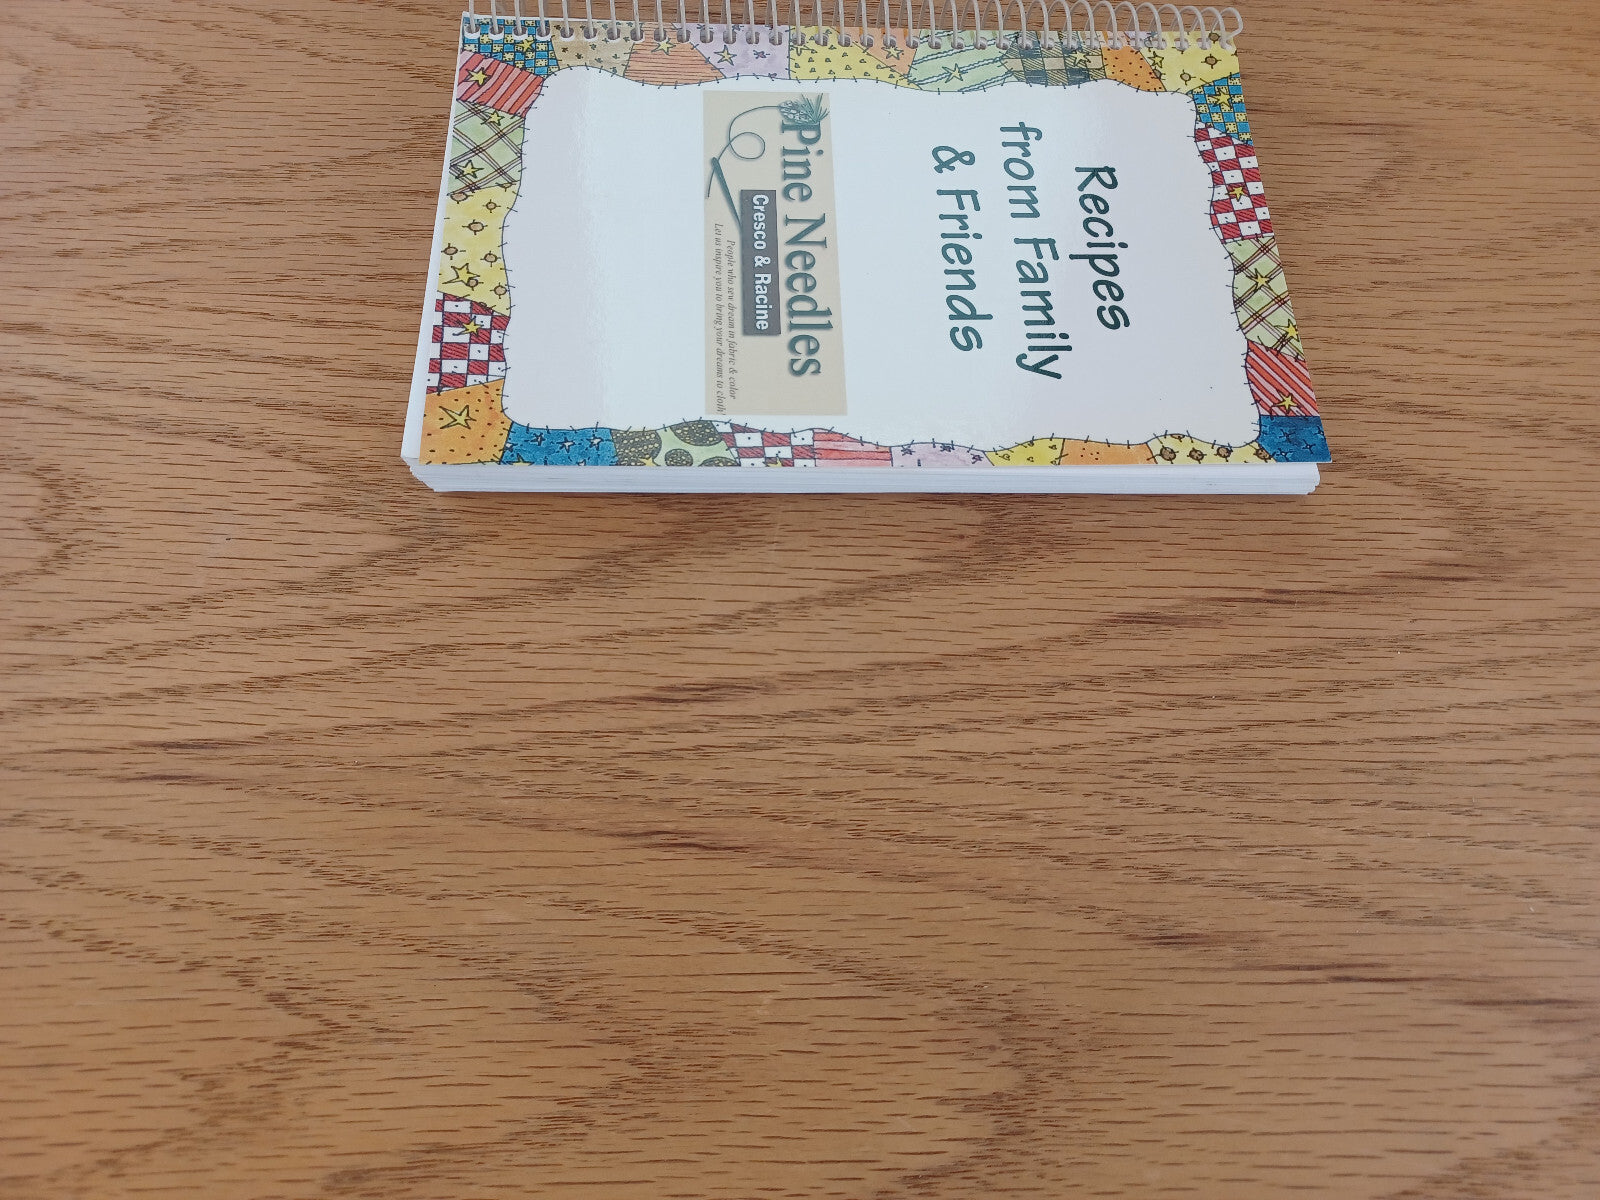 Recipes
from Family
& Friends
Pine Needles
Cresco & Racine
People who sew dream in fabric & color
Let us inspire you to bring your dreams to cloth!